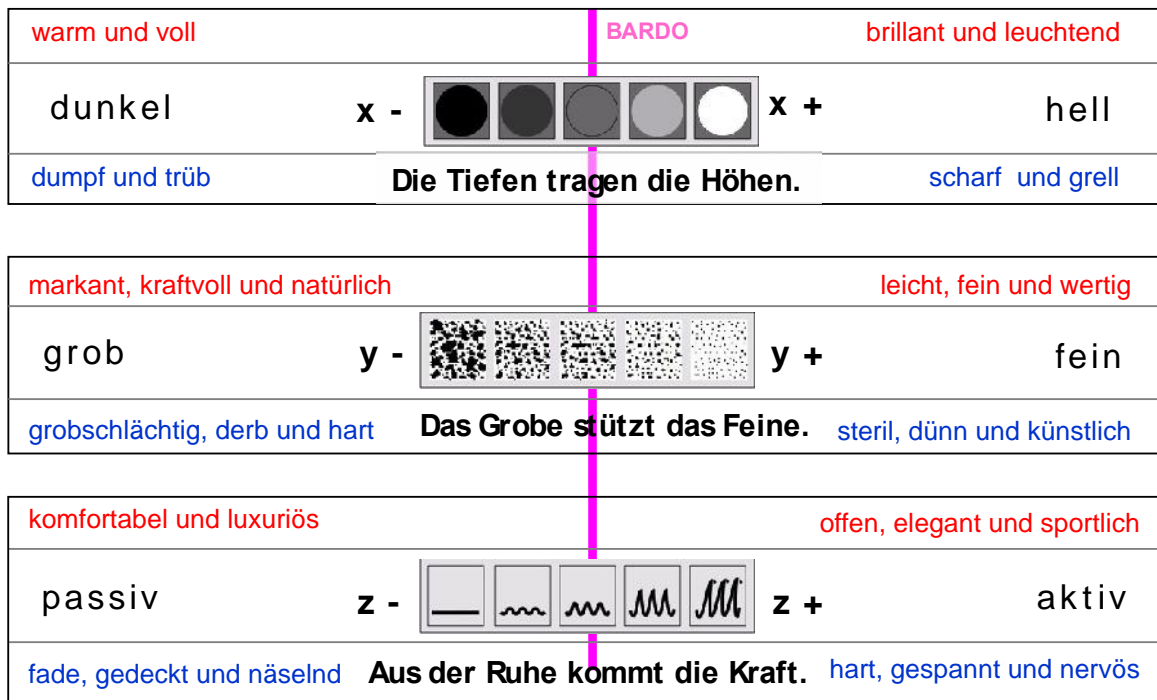 warm und voll BARDO brillant und leuchtend
dunkel x - x + hell
dumpf und trüb Die Tiefen tragen die Höhen. scharf und grell
markant, kraftvoll und natürlich leicht, fein und wertig
grob y - y + fein
grobschlächtig, derb und hart Das Grobe stützt das Feine. steril, dünn und künstlich
komfortabel und luxuriös offen, elegant und sportlich
passiv z - z + aktiv
fade, gedeckt und näselnd Aus der Ruhe kommt die Kraft. hart, gespannt und nervös